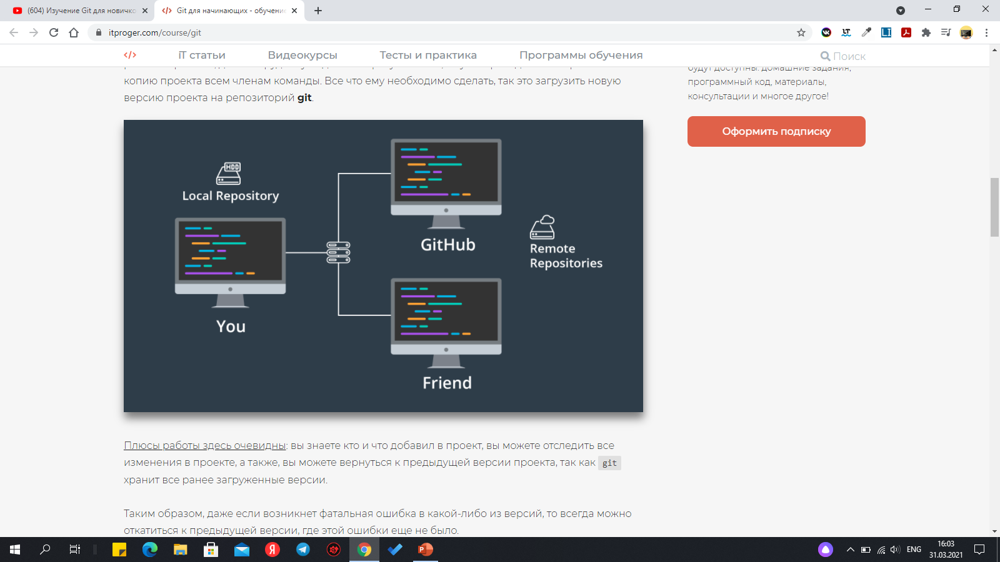 (604) Изучение Git для новичко
Git для начинающих - обучение
itproger.com/course/git
</> iT статьи Видеокурсы Тесты и практика Программы обучения Поиск
копию проекта всем членам команды. Все что ему необходимо сделать, так это загрузить новую
версию проекта на репозиторий git.
будут доступны: домашние задания,
программный код, материалы,
консультации и многое другое!
Оформить подписку
HDD
Local Repository
You
GitHub
Remote
Repositories
Friend
Плюсы работы здесь очевидны: вы знаете кто и что добавил в проект, вы можете отследить все
изменения в проекте, а также, вы можете вернуться к предыдущей версии проекта, так как git
хранит все ранее загруженные версии.
Таким образом, даже если возникнет фатальная ошибка в какой-либо из версий, то всегда можно
откатиться к предыдущей версии, где этой ошибки еще не было.
ENG
16:03
31.03.2021